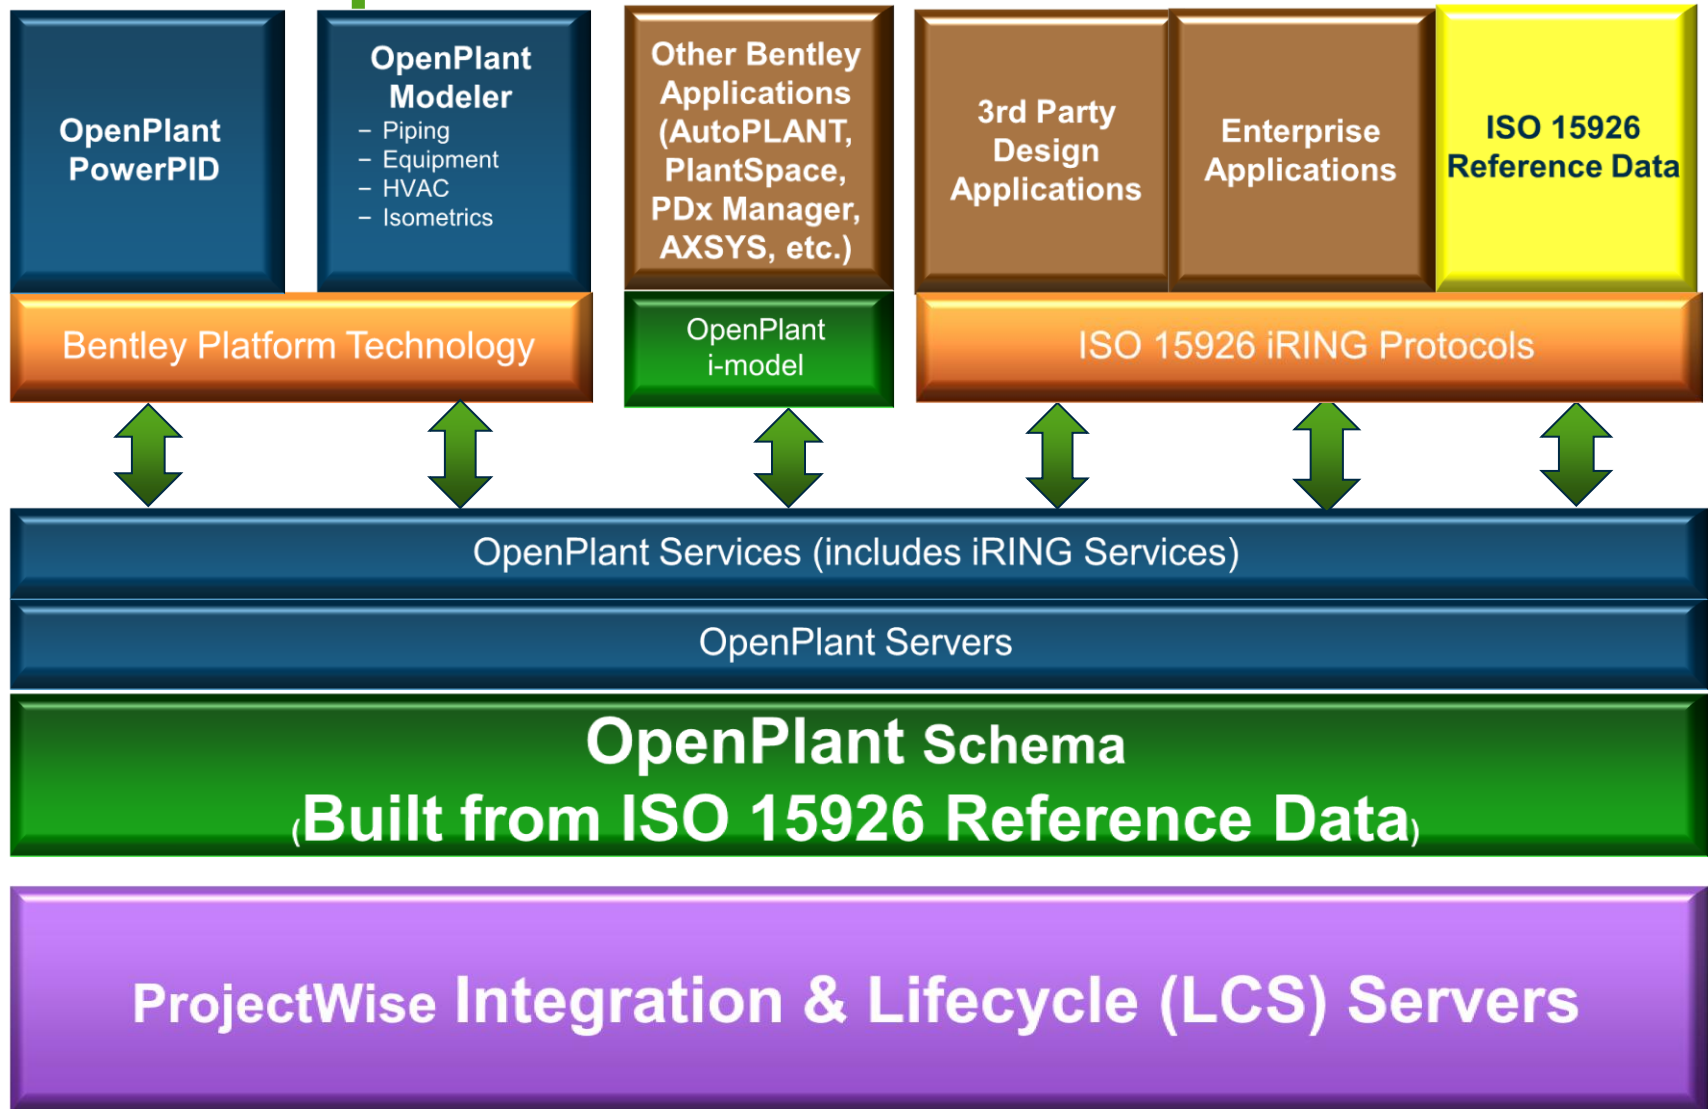 OpenPlant
PowerPID
OpenPlant
Modeler
– Piping
– Equipment
– HVAC
– Isometrics
Other Bentley
Applications
(AutoPLANT,
PlantSpace,
PDx Manager,
AXSYS, etc.)
3rd Party
Design
Applications
Enterprise
Applications
ISO 15926
Reference Data
Bentley Platform Technology
OpenPlant
i-model
ISO 15926 iRING Protocols
OpenPlant Services (includes iRING Services)
OpenPlant Servers
OpenPlant Schema
(Built from ISO 15926 Reference Data)
ProjectWise Integration & Lifecycle (LCS) Servers